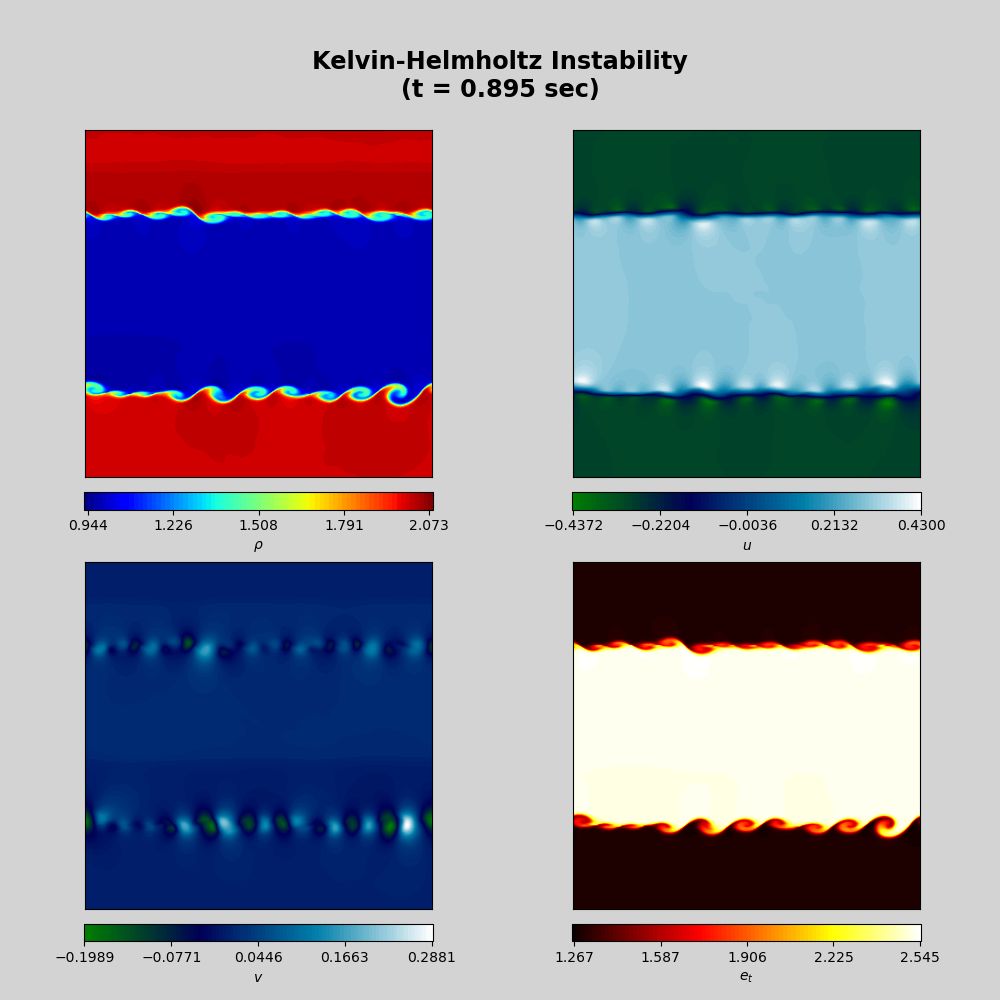 Kelvin-Helmholtz Instability
(t = 0.895 sec)
0.944 1.226 1.508 1.791 2.073
ρ
−0.4372 −0.2204 −0.0036 0.2132 0.4300
u
−0.1989 −0.0771 0.0446 0.1663 0.2881
v
1.267 1.587 1.906 2.225 2.545
e_t